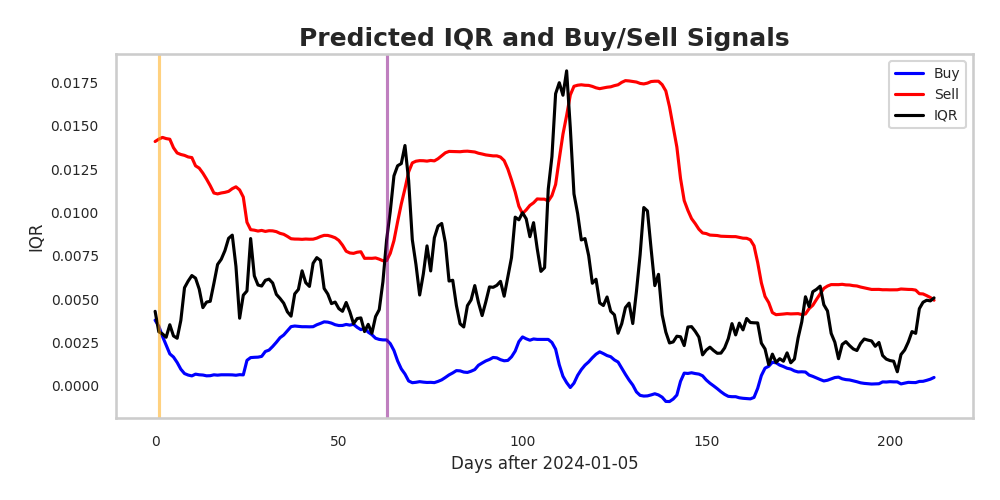 Predicted IQR and Buy/Sell Signals
Buy
Sell
IQR
IQR
0.0175
0.0150
0.0125
0.0100
0.0075
0.0050
0.0025
0.0000
0 50 100 150 200
Days after 2024-01-05